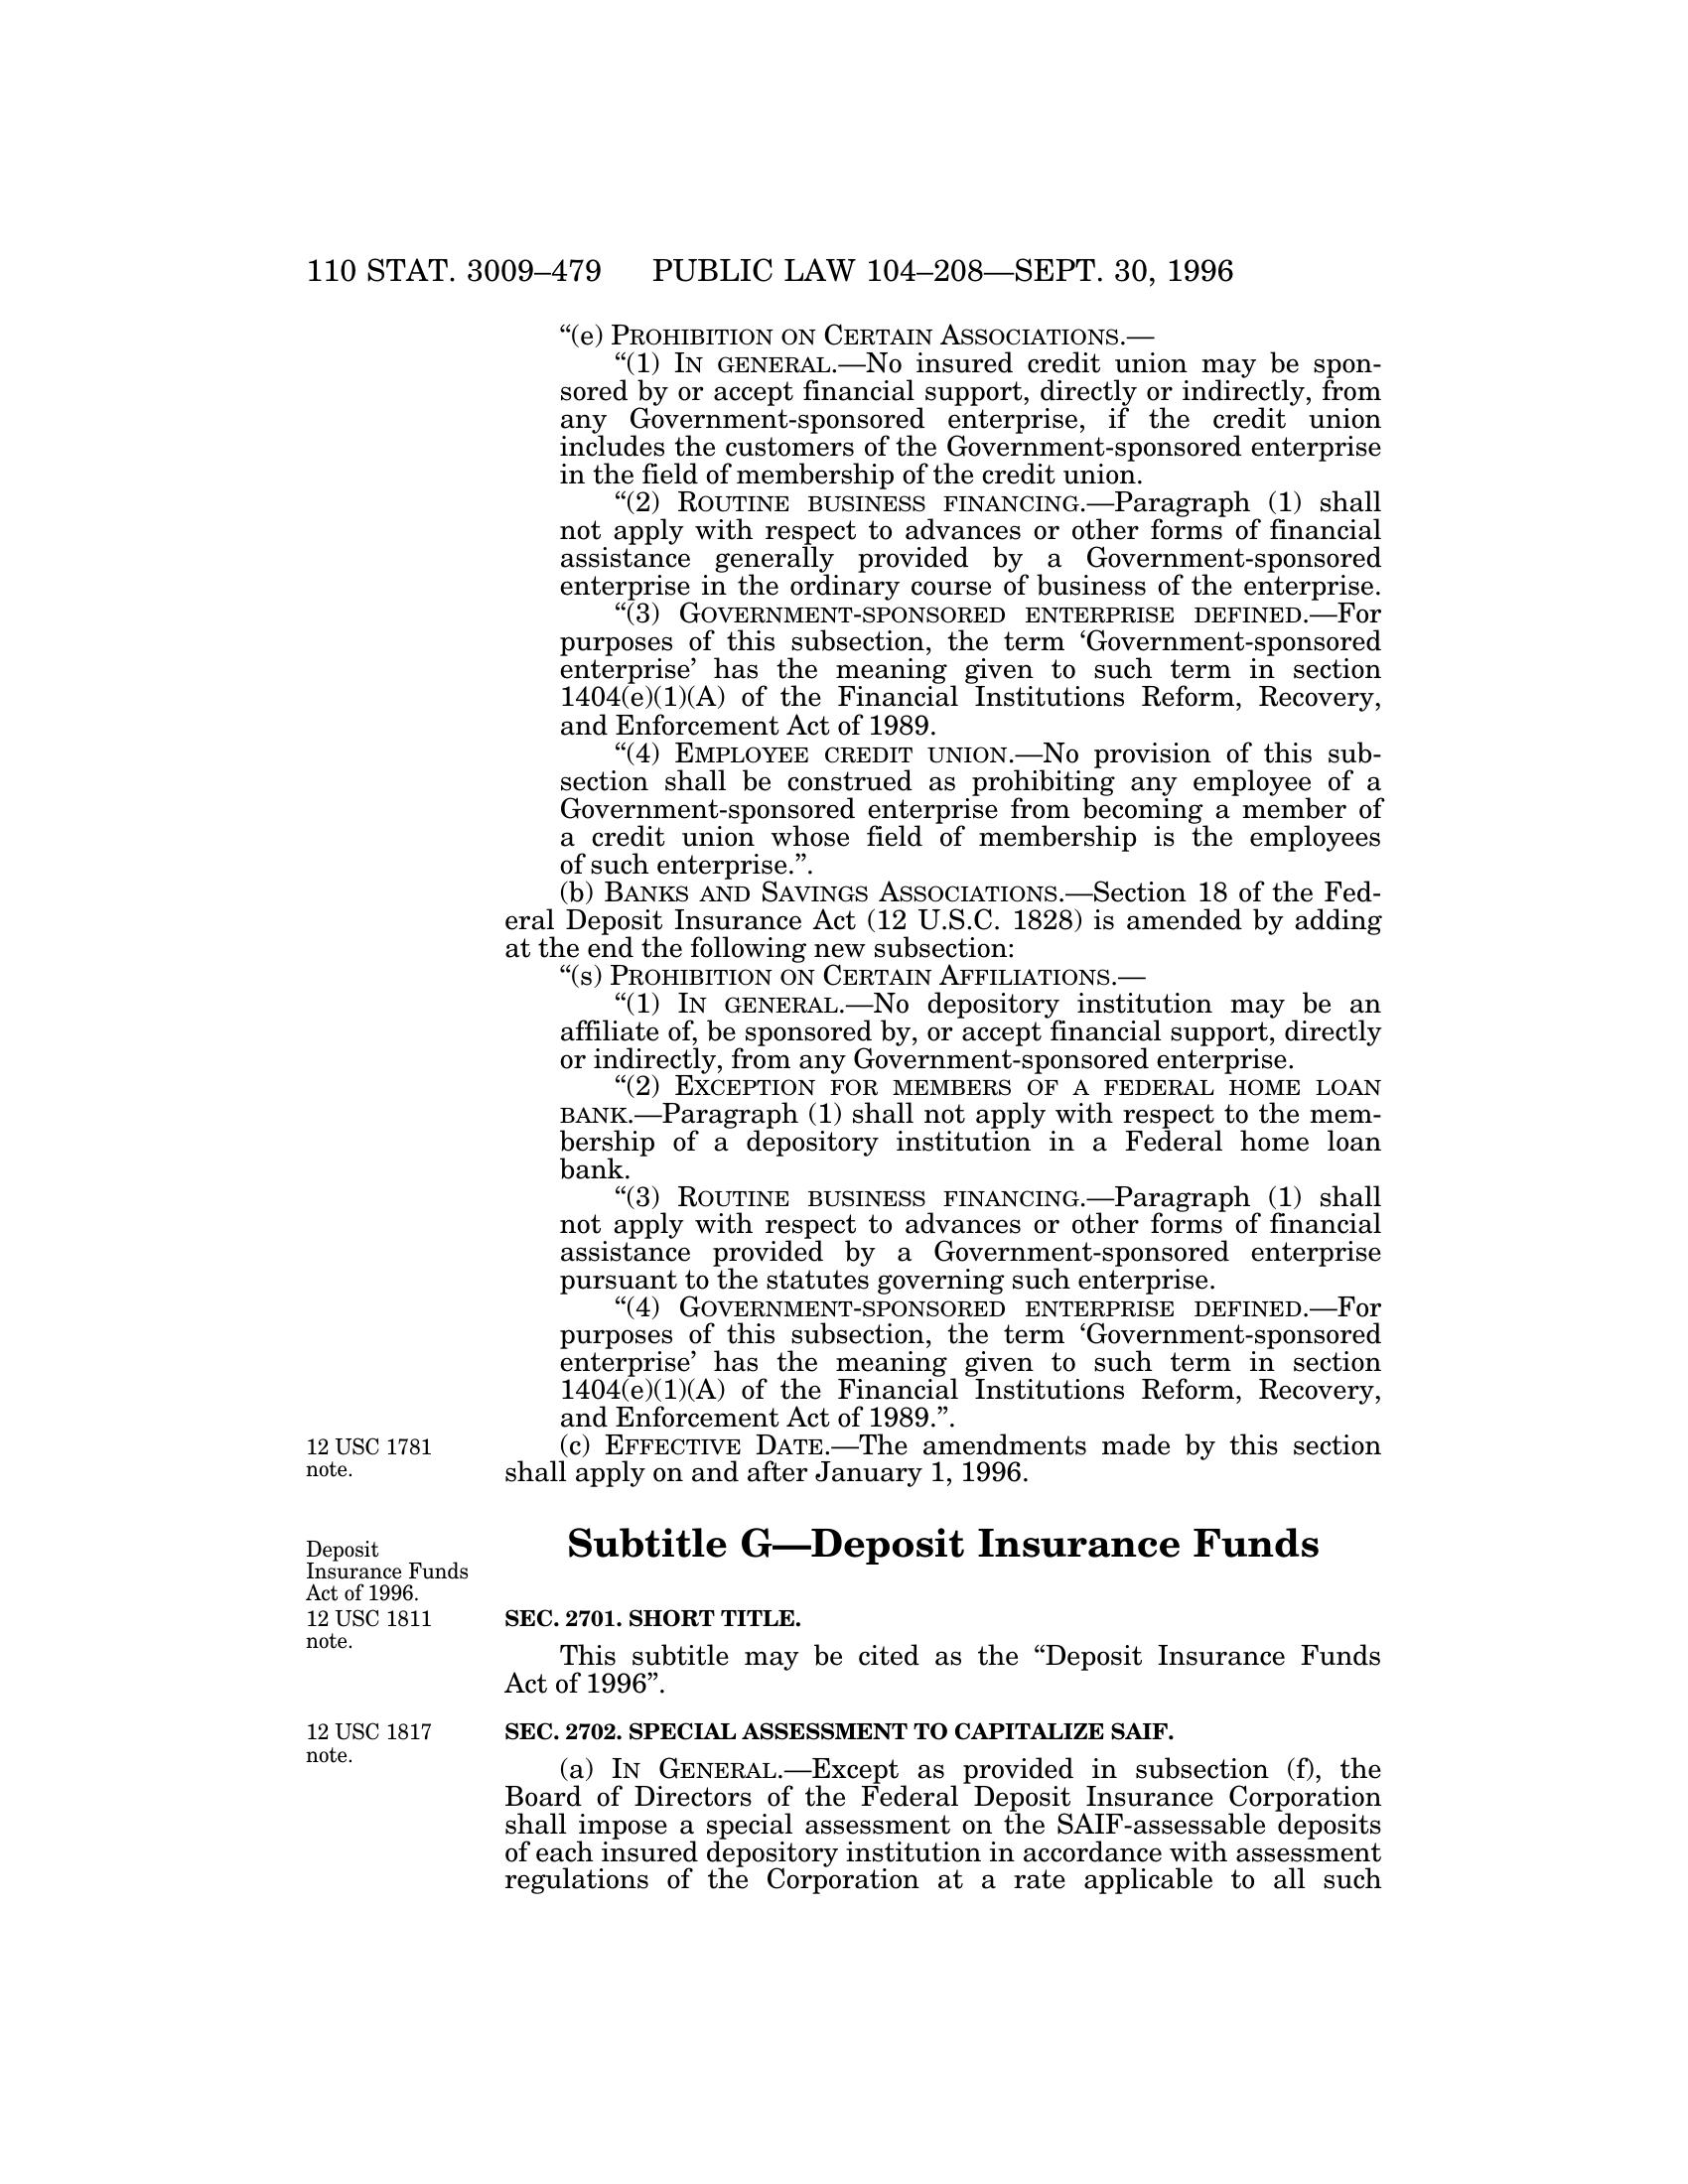 110 STAT. 3009–479 PUBLIC LAW 104–208—SEPT. 30, 1996
“(e) PROHIBITION ON CERTAIN ASSOCIATIONS.—
“(1) IN GENERAL.—No insured credit union may be spon-
sored by or accept financial support, directly or indirectly, from
any Government-sponsored enterprise, if the credit union
includes the customers of the Government-sponsored enterprise
in the field of membership of the credit union.
“(2) ROUTINE BUSINESS FINANCING.—Paragraph (1) shall
not apply with respect to advances or other forms of financial
assistance generally provided by a Government-sponsored
enterprise in the ordinary course of business of the enterprise.
“(3) GOVERNMENT-SPONSORED ENTERPRISE DEFINED.—For
purposes of this subsection, the term ‘Government-sponsored
enterprise’ has the meaning given to such term in section
1404(e)(1)(A) of the Financial Institutions Reform, Recovery,
and Enforcement Act of 1989.
“(4) EMPLOYEE CREDIT UNION.—No provision of this sub-
section shall be construed as prohibiting any employee of a
Government-sponsored enterprise from becoming a member of
a credit union whose field of membership is the employees
of such enterprise.”.
(b) BANKS AND SAVINGS ASSOCIATIONS.—Section 18 of the Fed-
eral Deposit Insurance Act (12 U.S.C. 1828) is amended by adding
at the end the following new subsection:
“(s) PROHIBITION ON CERTAIN AFFILIATIONS.—
“(1) IN GENERAL.—No depository institution may be an
affiliate of, be sponsored by, or accept financial support, directly
or indirectly, from any Government-sponsored enterprise.
“(2) EXCEPTION FOR MEMBERS OF A FEDERAL HOME LOAN
BANK.—Paragraph (1) shall not apply with respect to the mem-
bership of a depository institution in a Federal home loan
bank.
“(3) ROUTINE BUSINESS FINANCING.—Paragraph (1) shall
not apply with respect to advances or other forms of financial
assistance provided by a Government-sponsored enterprise
pursuant to the statutes governing such enterprise.
“(4) GOVERNMENT-SPONSORED ENTERPRISE DEFINED.—For
purposes of this subsection, the term ‘Government-sponsored
enterprise’ has the meaning given to such term in section
1404(e)(1)(A) of the Financial Institutions Reform, Recovery,
and Enforcement Act of 1989.”.
12 USC 1781
note.
(c) EFFECTIVE DATE.—The amendments made by this section
shall apply on and after January 1, 1996.
Deposit
Insurance Funds
Act of 1996.
Subtitle G—Deposit Insurance Funds
12 USC 1811
note.
SEC. 2701. SHORT TITLE.
This subtitle may be cited as the “Deposit Insurance Funds
Act of 1996”.
12 USC 1817
note.
SEC. 2702. SPECIAL ASSESSMENT TO CAPITALIZE SAIF.
(a) IN GENERAL.—Except as provided in subsection (f), the
Board of Directors of the Federal Deposit Insurance Corporation
shall impose a special assessment on the SAIF-assessable deposits
of each insured depository institution in accordance with assessment
regulations of the Corporation at a rate applicable to all such